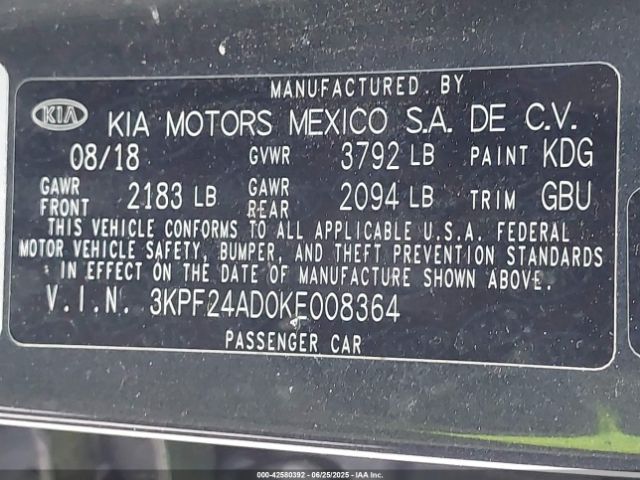 MANUFACTURED BY
KIA KIA MOTORS MEXICO S.A. DE C.V.
08/18 GVWR 3792 LB PAINT KDG
GAWR FRONT 2183 LB GAWR REAR 2094 LB TRIM GBU
THIS VEHICLE CONFORMS TO ALL APPLICABLE U.S.A. FEDERAL
MOTOR VEHICLE SAFETY, BUMPER, AND THEFT PREVENTION STANDARDS
IN EFFECT ON THE DATE OF MANUFACTURE SHOWN ABOVE.
V.I.N. 3KPF24AD0KE008364
PASSENGER CAR
000-42580392 - 06/25/2025 - IAAI.COM